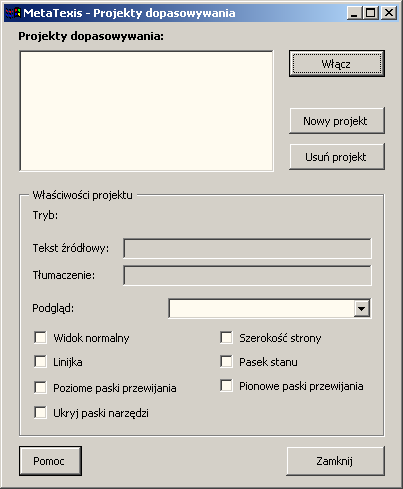 MetaTexis - Projekty dopasowywania
Projekty dopasowywania:
Włącz
Nowy projekt
Usuń projekt
Właściwości projektu
Tryb:
Tekst źródłowy:
Tłumaczenie:
Podgląd:
Widok normalny
Szerokość strony
Linijka
Pasek stanu
Poziome paski przewijania
Pionowe paski przewijania
Ukryj paski narzędzi
Pomoc
Zamknij